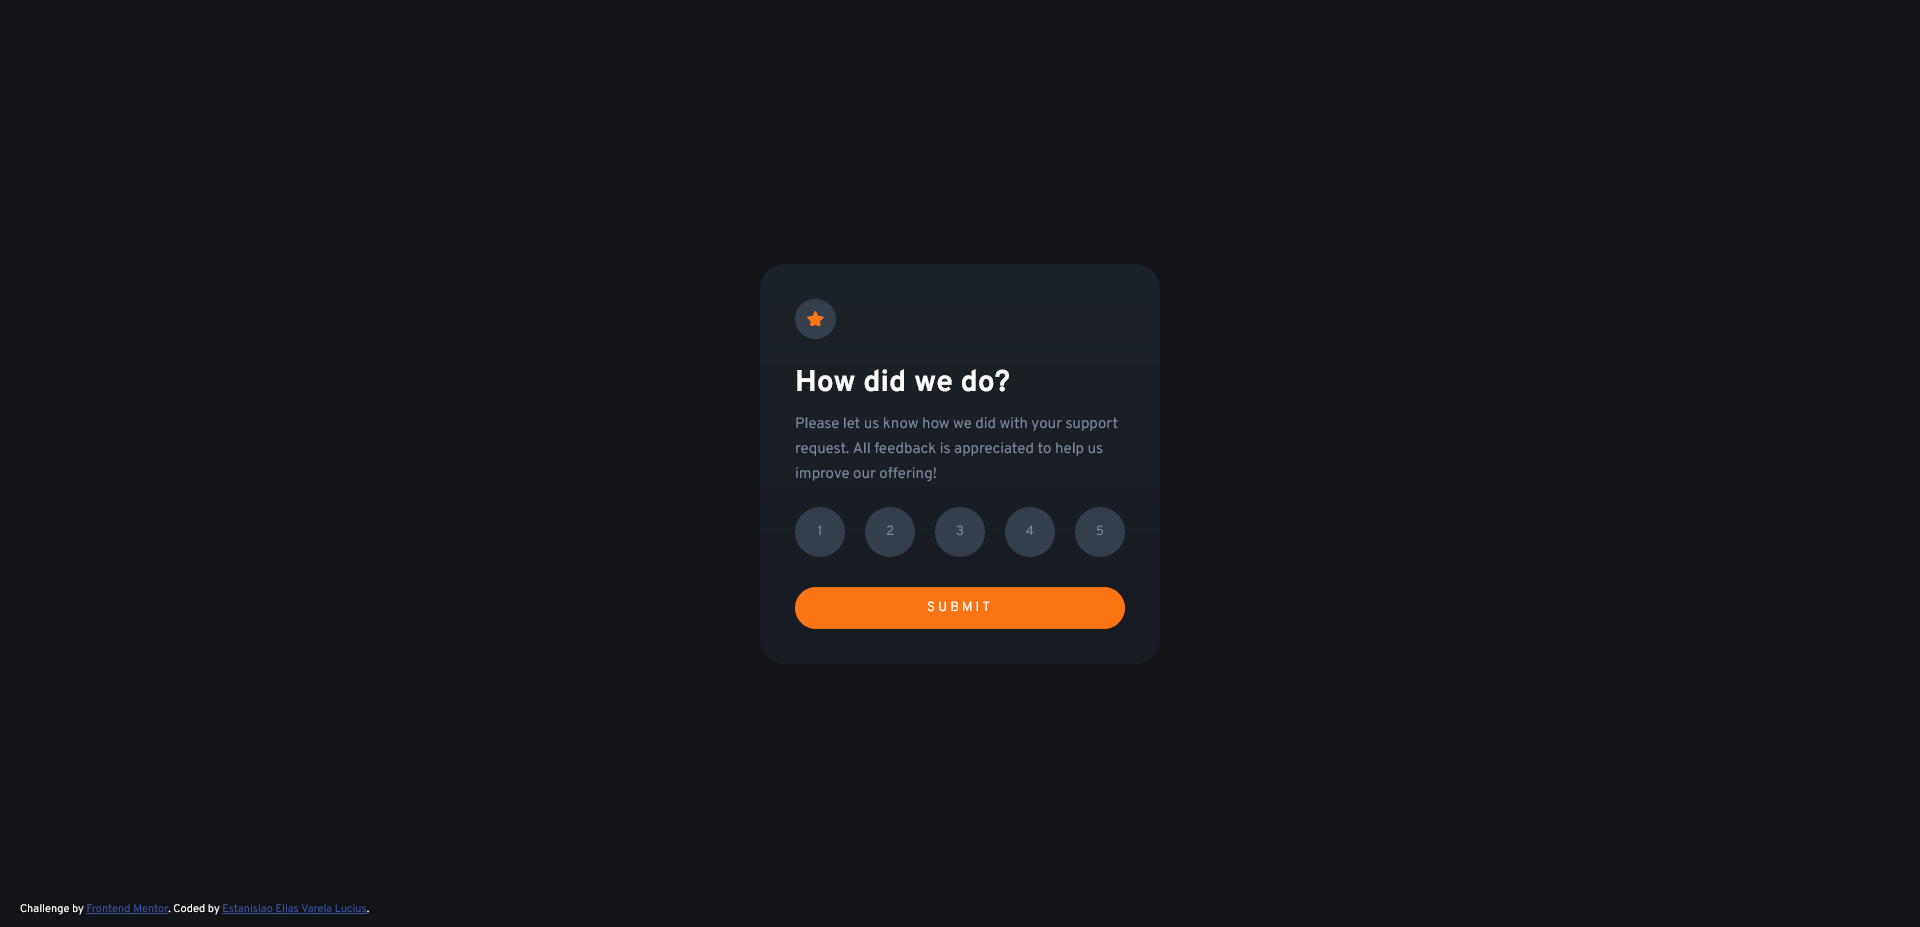 How did we do?
Please let us know how we did with your support
request. All feedback is appreciated to help us
improve our offering!
1 2 3 4 5
SUBMIT
Challenge by Frontend Mentor. Coded by Estanislao Elias Varela Lucius.